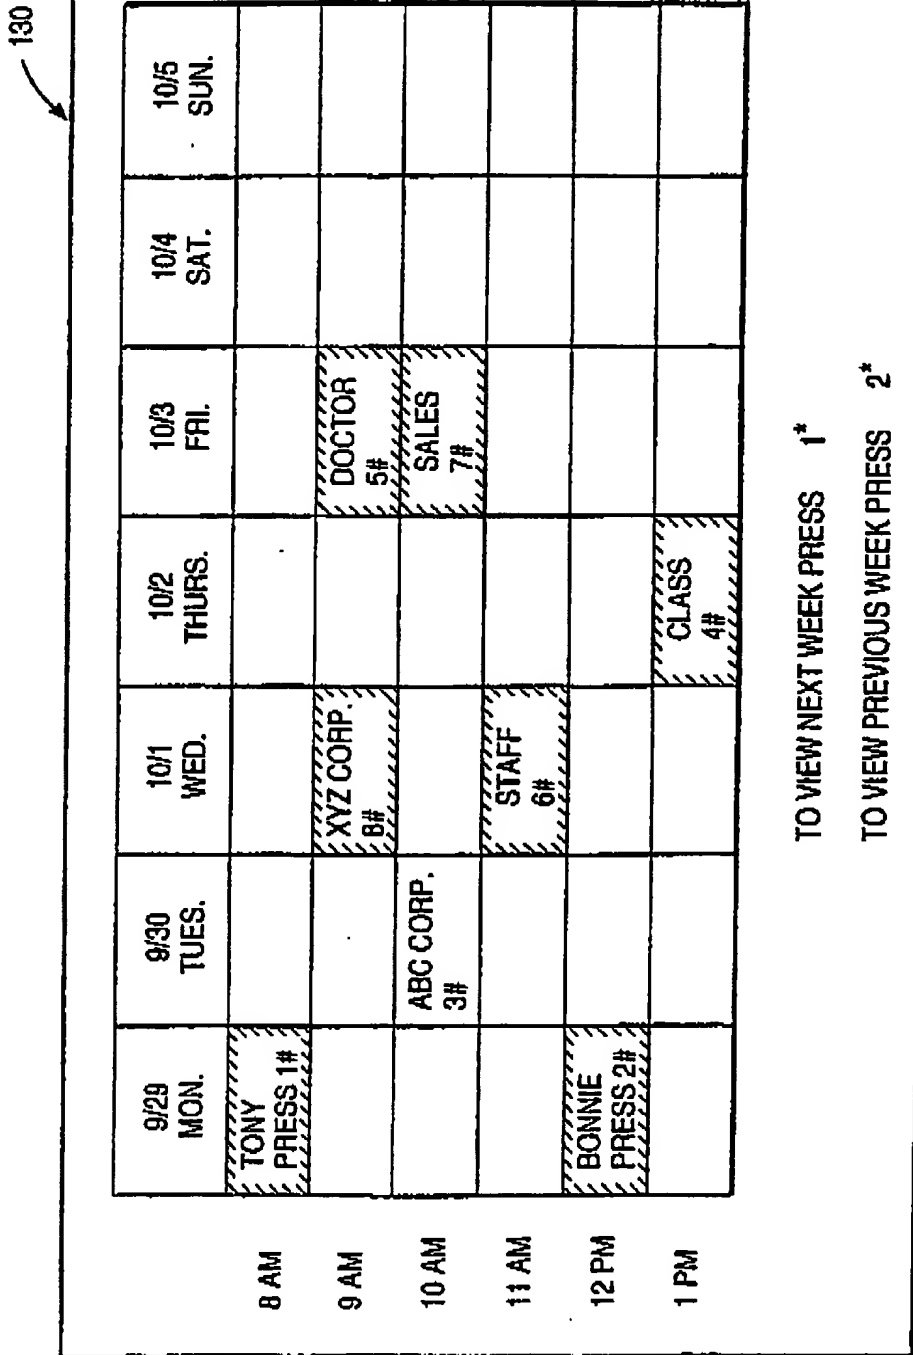 130
9/29 9/30 10/1 10/2 10/3 10/4 10/5
MON. TUES. WED. THURS. FRI. SAT. SUN.
8 AM
TONY
PRESS 1#
9 AM
XYZ CORP.
8#
DOCTOR
5#
10 AM
ABC CORP.
3#
SALES
7#
11 AM
STAFF
6#
12 PM
BONNIE
PRESS 2#
1 PM
CLASS
4#
TO VIEW NEXT WEEK PRESS 1*
TO VIEW PREVIOUS WEEK PRESS 2*